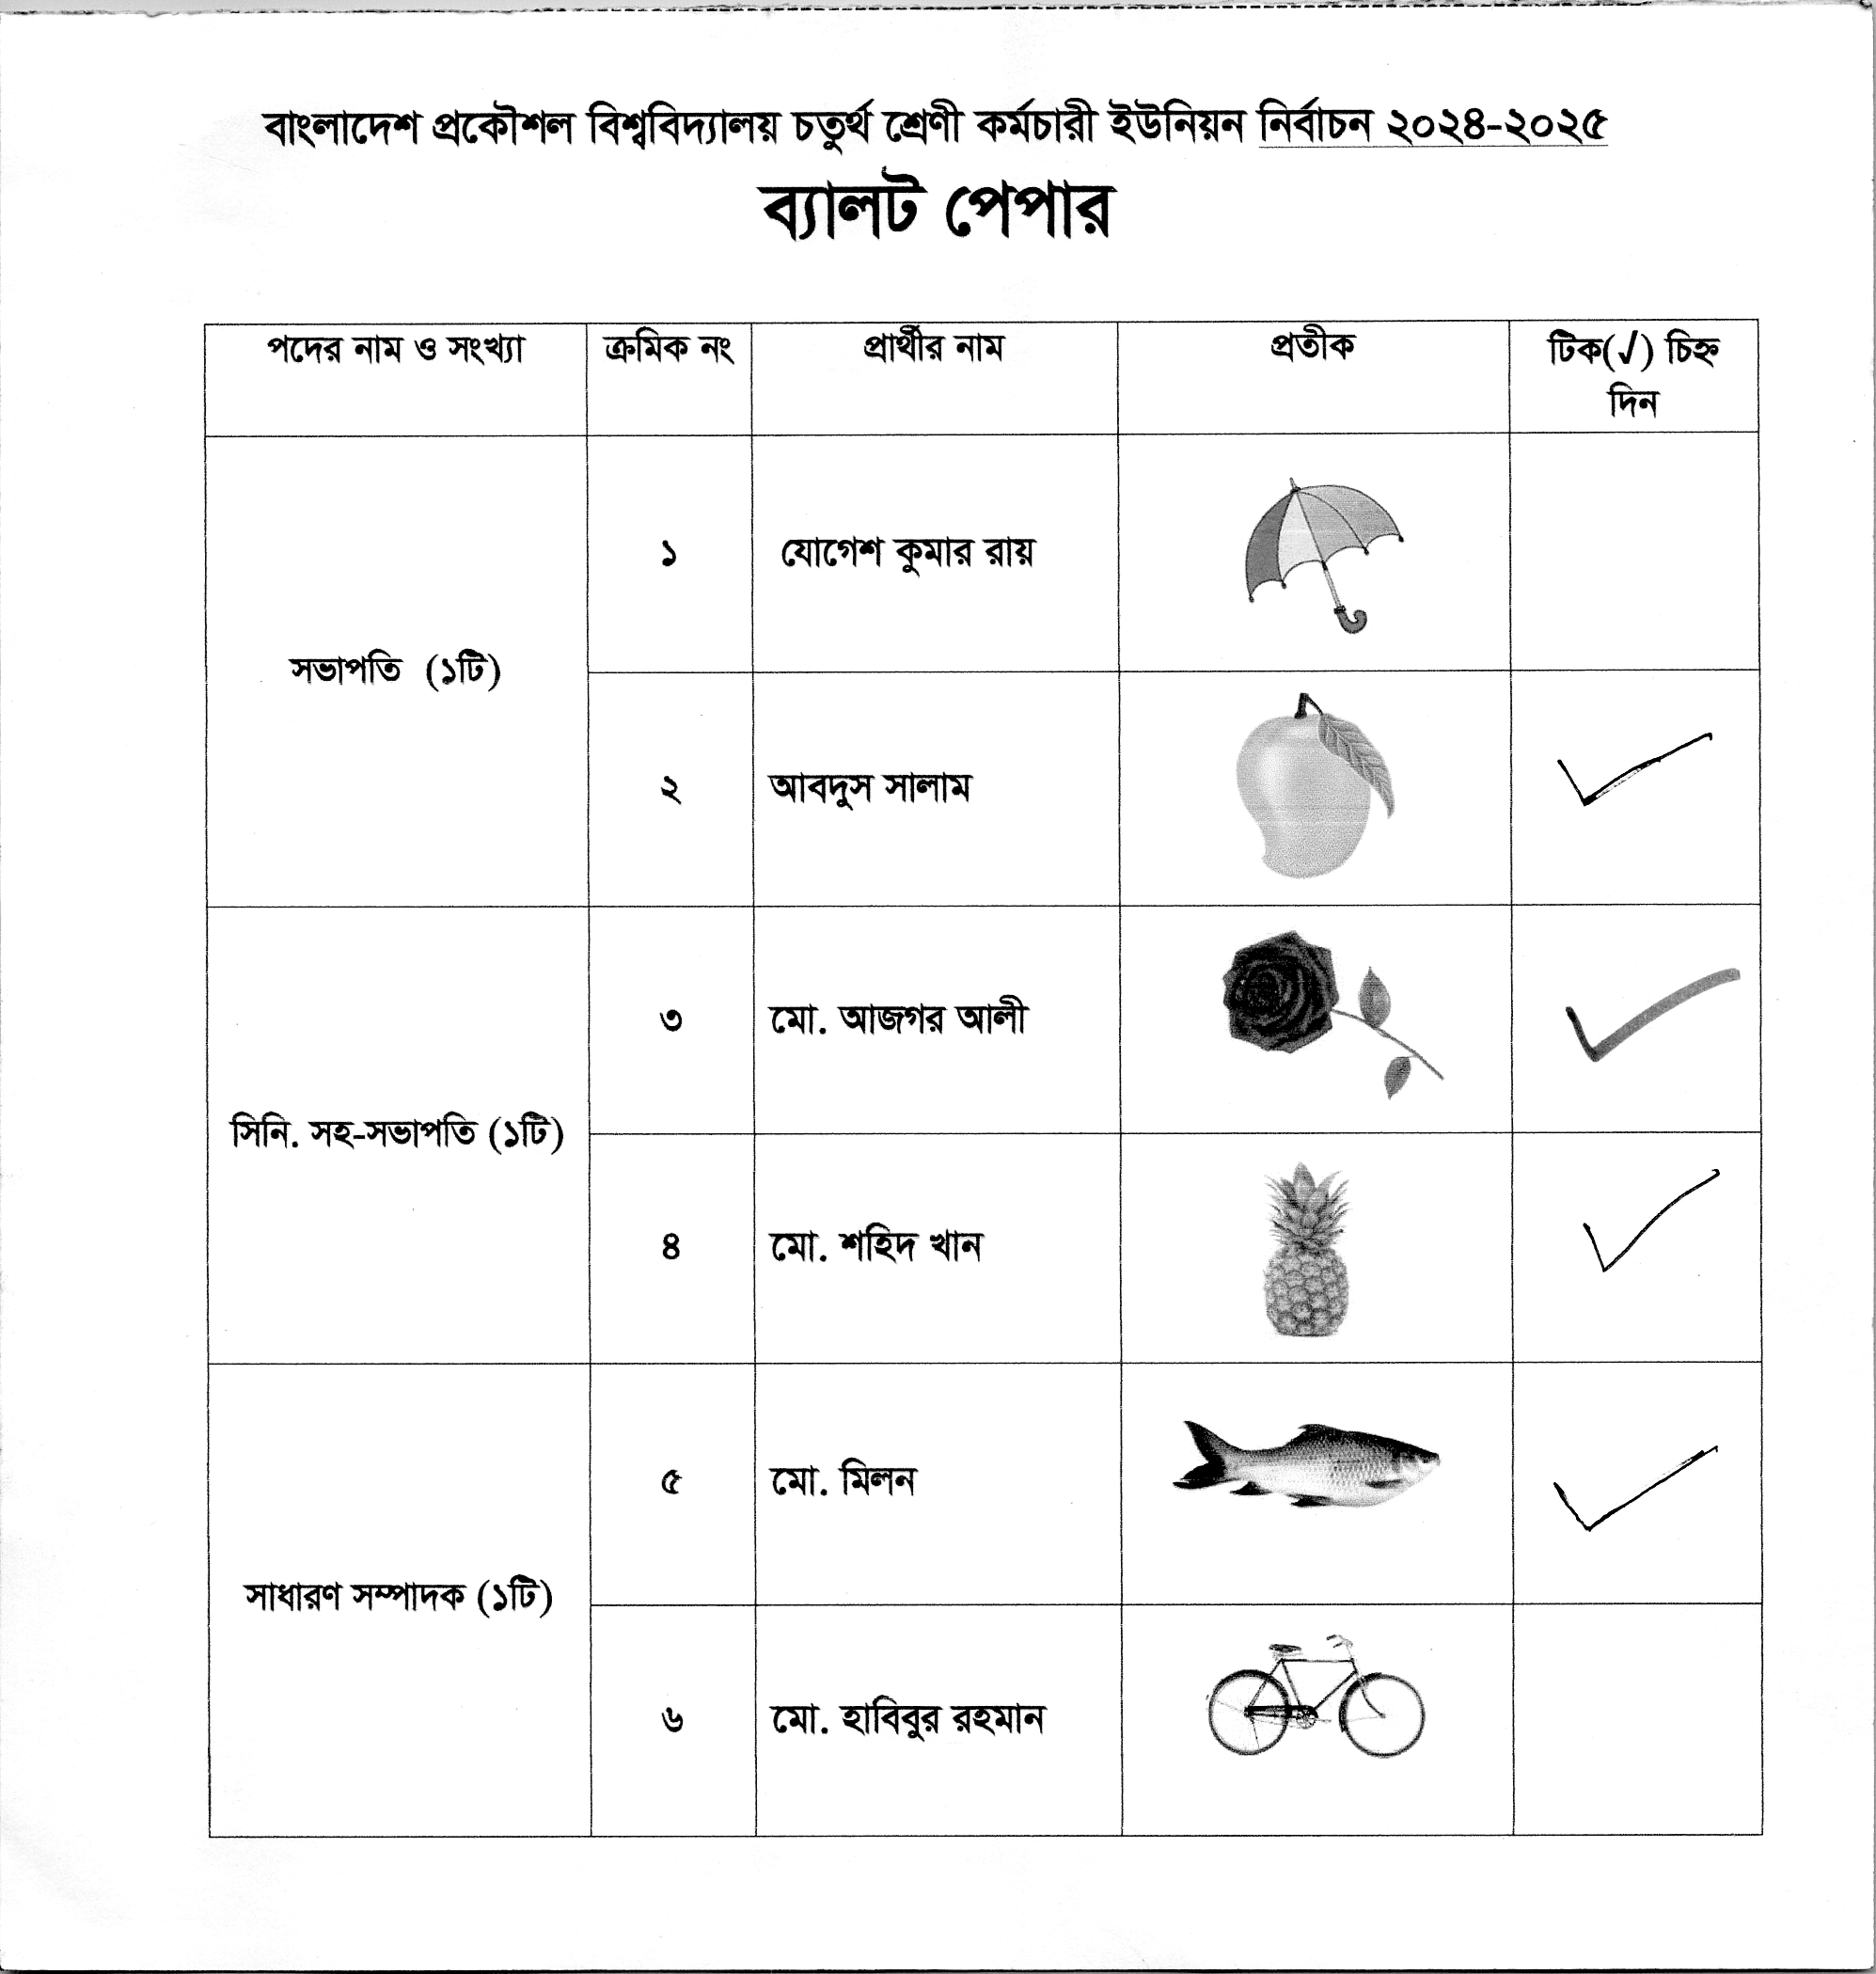 বাংলাদেশ প্রকৌশল বিশ্ববিদ্যালয় চতুর্থ শ্রেণী কর্মচারী ইউনিয়ন নির্বাচন ২০২৪-২০২৫
ব্যালট পেপার
পদের নাম ও সংখ্যা ক্রমিক নং প্রার্থীর নাম প্রতীক টিক(√) চিহ্ন
দিন
সভাপতি (১টি)
১ যোগেশ কুমার রায়
২ আবদুস সালাম ✓
সিনি. সহ-সভাপতি (১টি)
৩ মো. আজগর আলী ✓
৪ মো. শহিদ খান ✓
সাধারণ সম্পাদক (১টি)
৫ মো. মিলন ✓
৬ মো. হাবিবুর রহমান